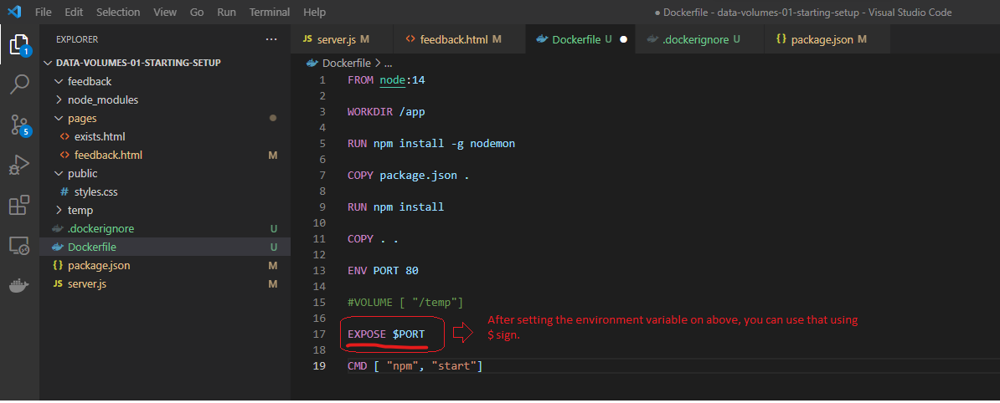 File Edit Selection View Go Run Terminal Help ● Dockerfile - data-volumes-01-starting-setup - Visual Studio Code
EXPLORER ...
1
5
DATA-VOLUMES-01-STARTING-SETUP
feedback
node_modules
pages
exists.html
feedback.html M
public
styles.css
temp
.dockerignore U
Dockerfile U
package.json M
JS server.js M
JS server.js M <> feedback.html M Dockerfile U .dockerignore U {} package.json M
Dockerfile > ...
1 FROM node:14
2
3 WORKDIR /app
4
5 RUN npm install -g nodemon
6
7 COPY package.json .
8
9 RUN npm install
10
11 COPY . .
12
13 ENV PORT 80
14
15 #VOLUME [ "/temp"]
16
17 EXPOSE $PORT
18
19 CMD [ "npm", "start"]
After setting the environment variable on above, you can use that using
$ sign.